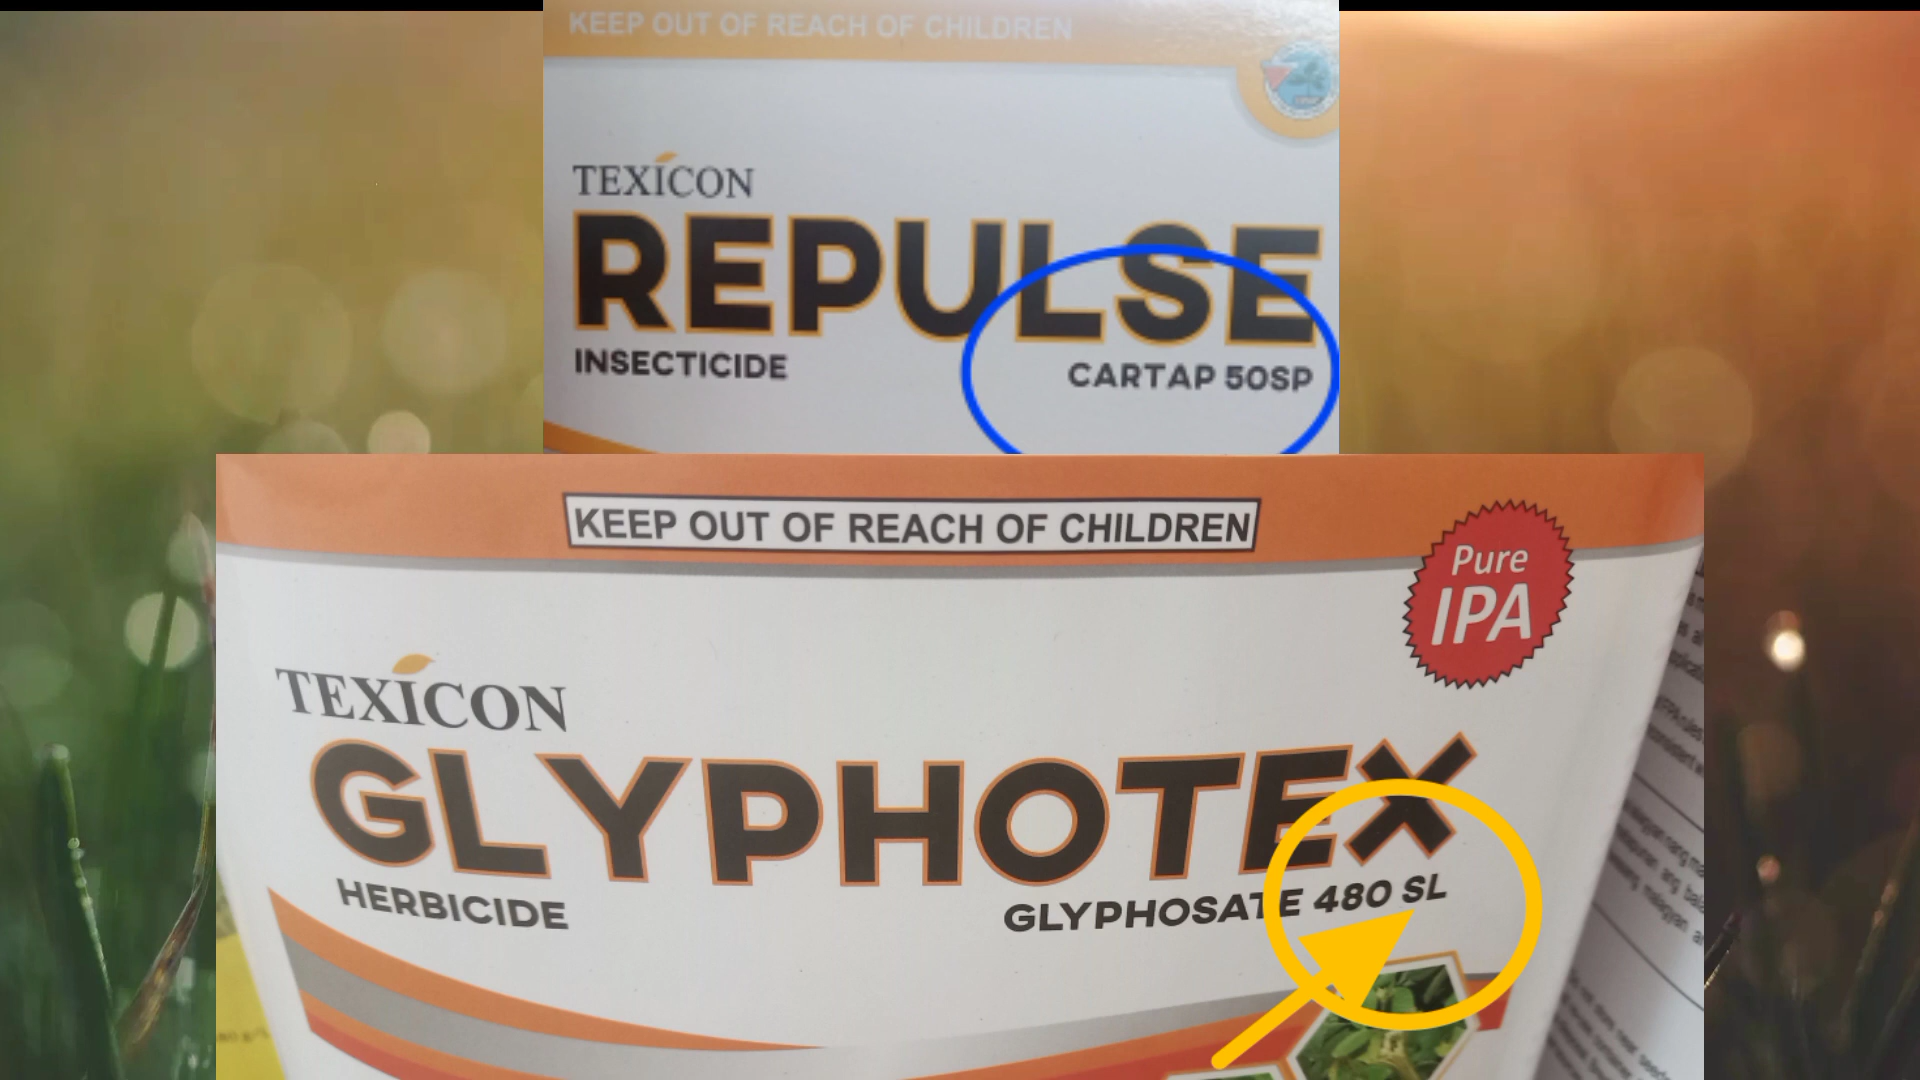 KEEP OUT OF REACH OF CHILDREN
TEXICON
REPULSE
INSECTICIDE
CARTAP 50SP
KEEP OUT OF REACH OF CHILDREN
Pure
IPA
TEXICON
GLYPHOTEX
HERBICIDE
GLYPHOSATE 480 SL